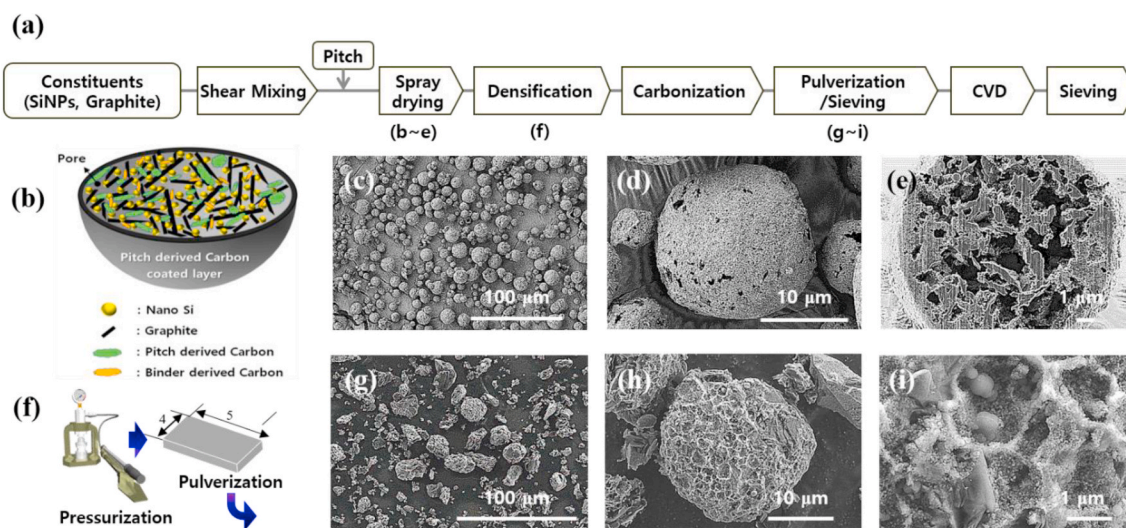 (a)
Pitch
Constituents
(SiNPs, Graphite)
Shear Mixing
Spray
drying
Densification
Carbonization
Pulverization
/Sieving
CVD
Sieving
(b~e)
(f)
(g~i)
(b)
Pore
Pitch derived Carbon
coated layer
: Nano Si
: Graphite
: Pitch derived Carbon
: Binder derived Carbon
(c)
100 μm
(d)
10 μm
(e)
1 μm
(f)
4
5
Pulverization
Pressurization
(g)
100 μm
(h)
10 μm
(i)
1 μm